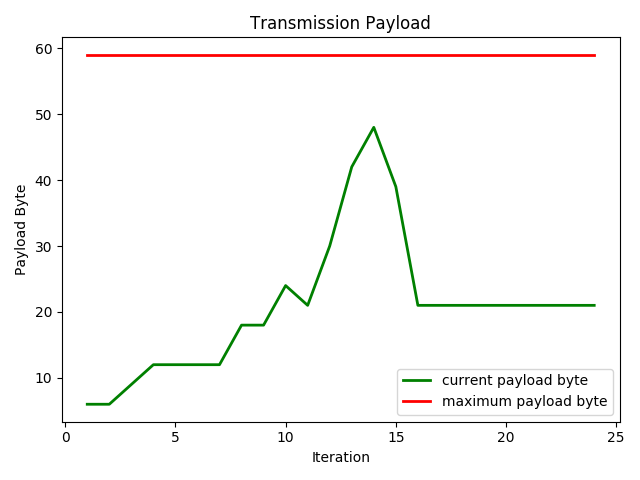 Transmission Payload
60
50
40
30
20
10
Payload Byte
0
5
10
15
20
25
Iteration
current payload byte
maximum payload byte